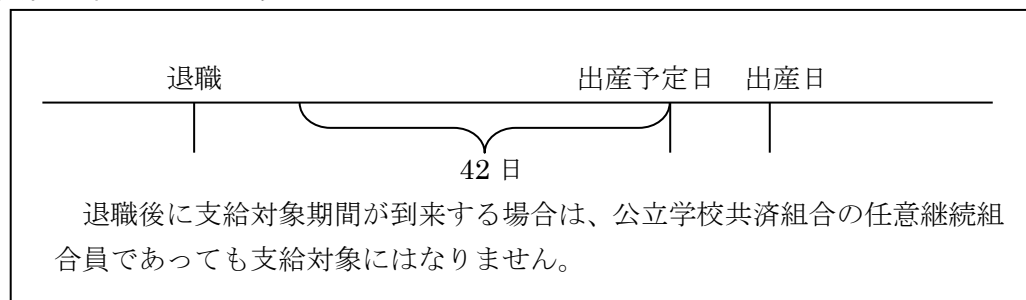 退職
出産予定日
出産日
42 日
退職後に支給対象期間が到来する場合は、公立学校共済組合の任意継続組
合員であっても支給対象にはなりません。